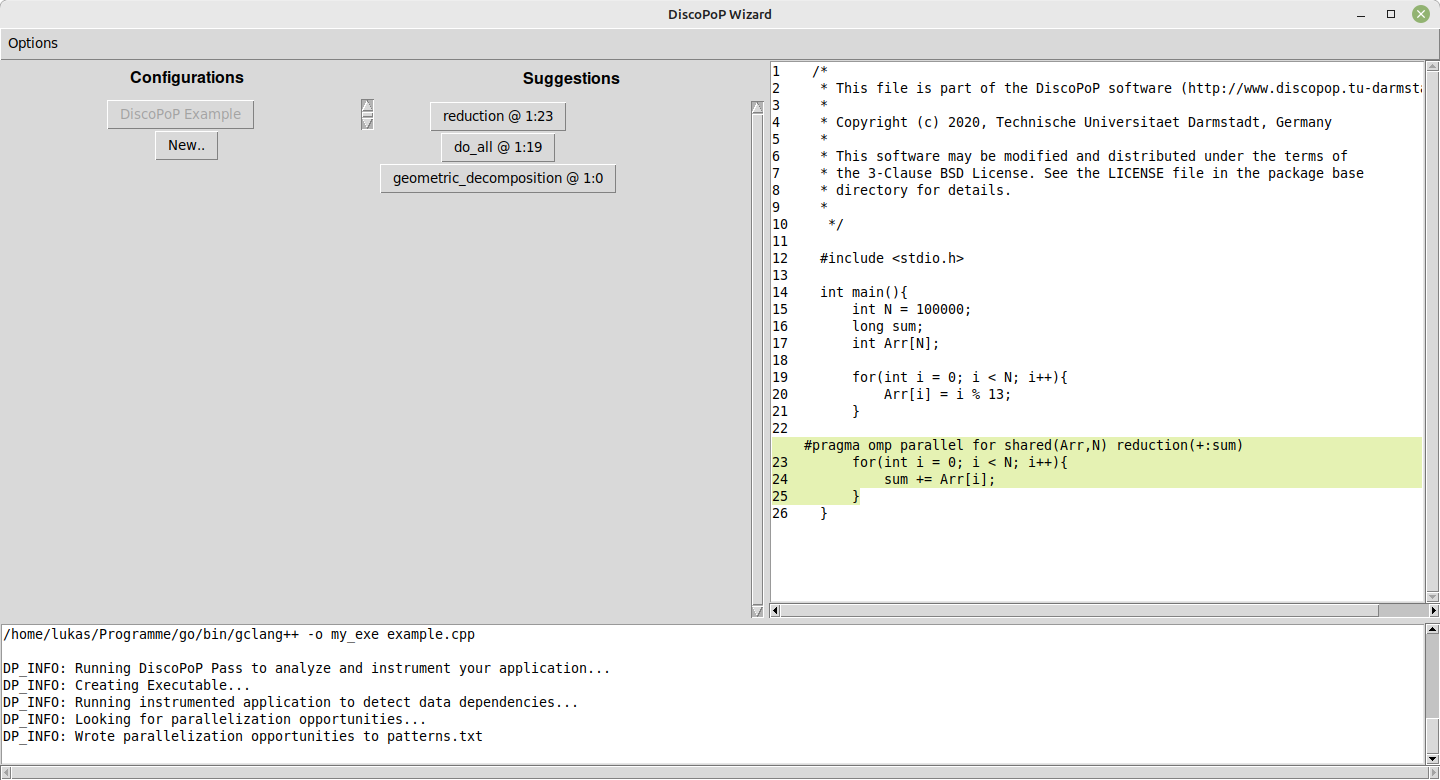 DiscoPoP Wizard
Options
Configurations
DiscoPoP Example
New..
Suggestions
reduction @ 1:23
do_all @ 1:19
geometric_decomposition @ 1:0
1 /*
2 * This file is part of the DiscoPoP software (http://www.discopop.tu-darmsta
3 *
4 * Copyright (c) 2020, Technische Universitaet Darmstadt, Germany
5 *
6 * This software may be modified and distributed under the terms of
7 * the 3-Clause BSD License. See the LICENSE file in the package base
8 * directory for details.
9 *
10 */
11
12 #include <stdio.h>
13
14 int main(){
15 int N = 100000;
16 long sum;
17 int Arr[N];
18
19 for(int i = 0; i < N; i++){
20 Arr[i] = i % 13;
21 }
22
#pragma omp parallel for shared(Arr,N) reduction(+:sum)
23 for(int i = 0; i < N; i++){
24 sum += Arr[i];
25 }
26 }
/home/lukas/Programme/go/bin/gclang++ -o my_exe example.cpp
DP_INFO: Running DiscoPoP Pass to analyze and instrument your application...
DP_INFO: Creating Executable...
DP_INFO: Running instrumented application to detect data dependencies...
DP_INFO: Looking for parallelization opportunities...
DP_INFO: Wrote parallelization opportunities to patterns.txt